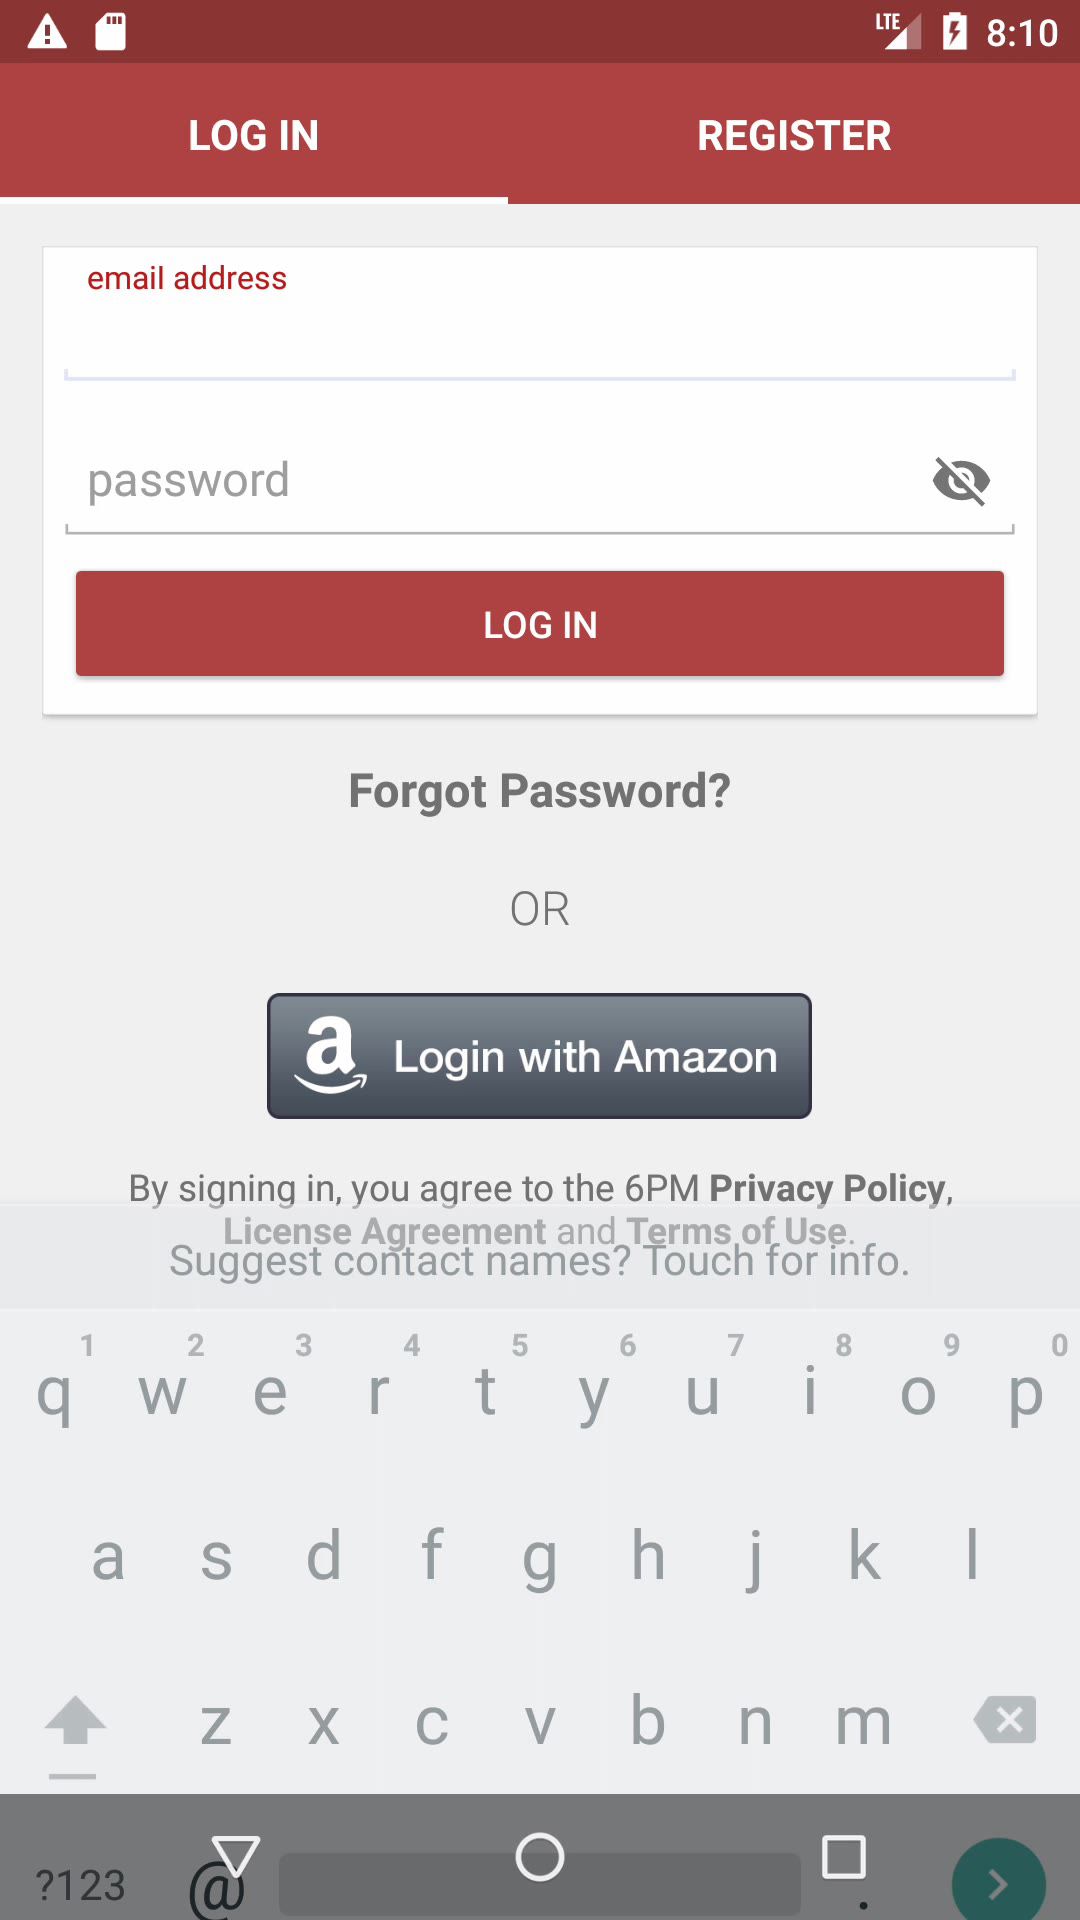 LTE 8:10
LOG IN REGISTER
email address
password
LOG IN
Forgot Password?
OR
a Login with Amazon
By signing in, you agree to the 6PM Privacy Policy,
License Agreement and Terms of Use.
Suggest contact names? Touch for info.
1 2 3 4 5 6 7 8 9 0
q w e r t y u i o p
a s d f g h j k l
z x c v b n m
?123 @ .